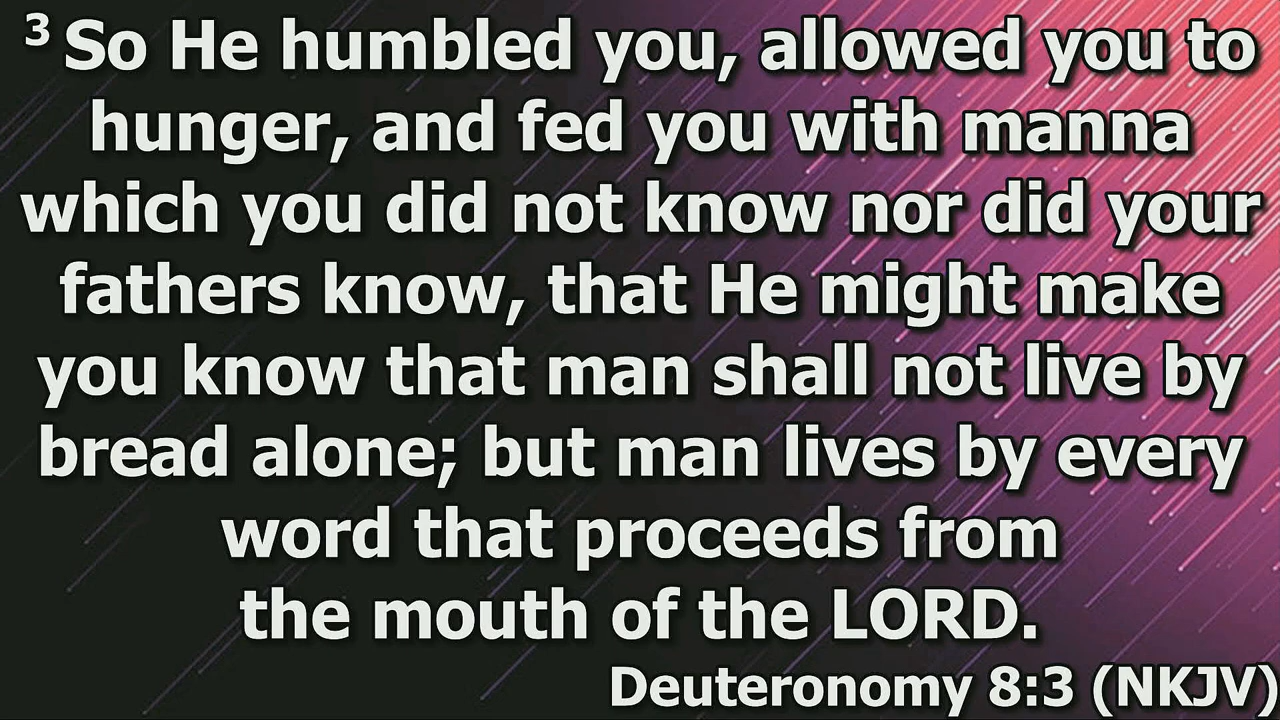 3 So He humbled you, allowed you to
hunger, and fed you with manna
which you did not know nor did your
fathers know, that He might make
you know that man shall not live by
bread alone; but man lives by every
word that proceeds from
the mouth of the LORD.
Deuteronomy 8:3 (NKJV)